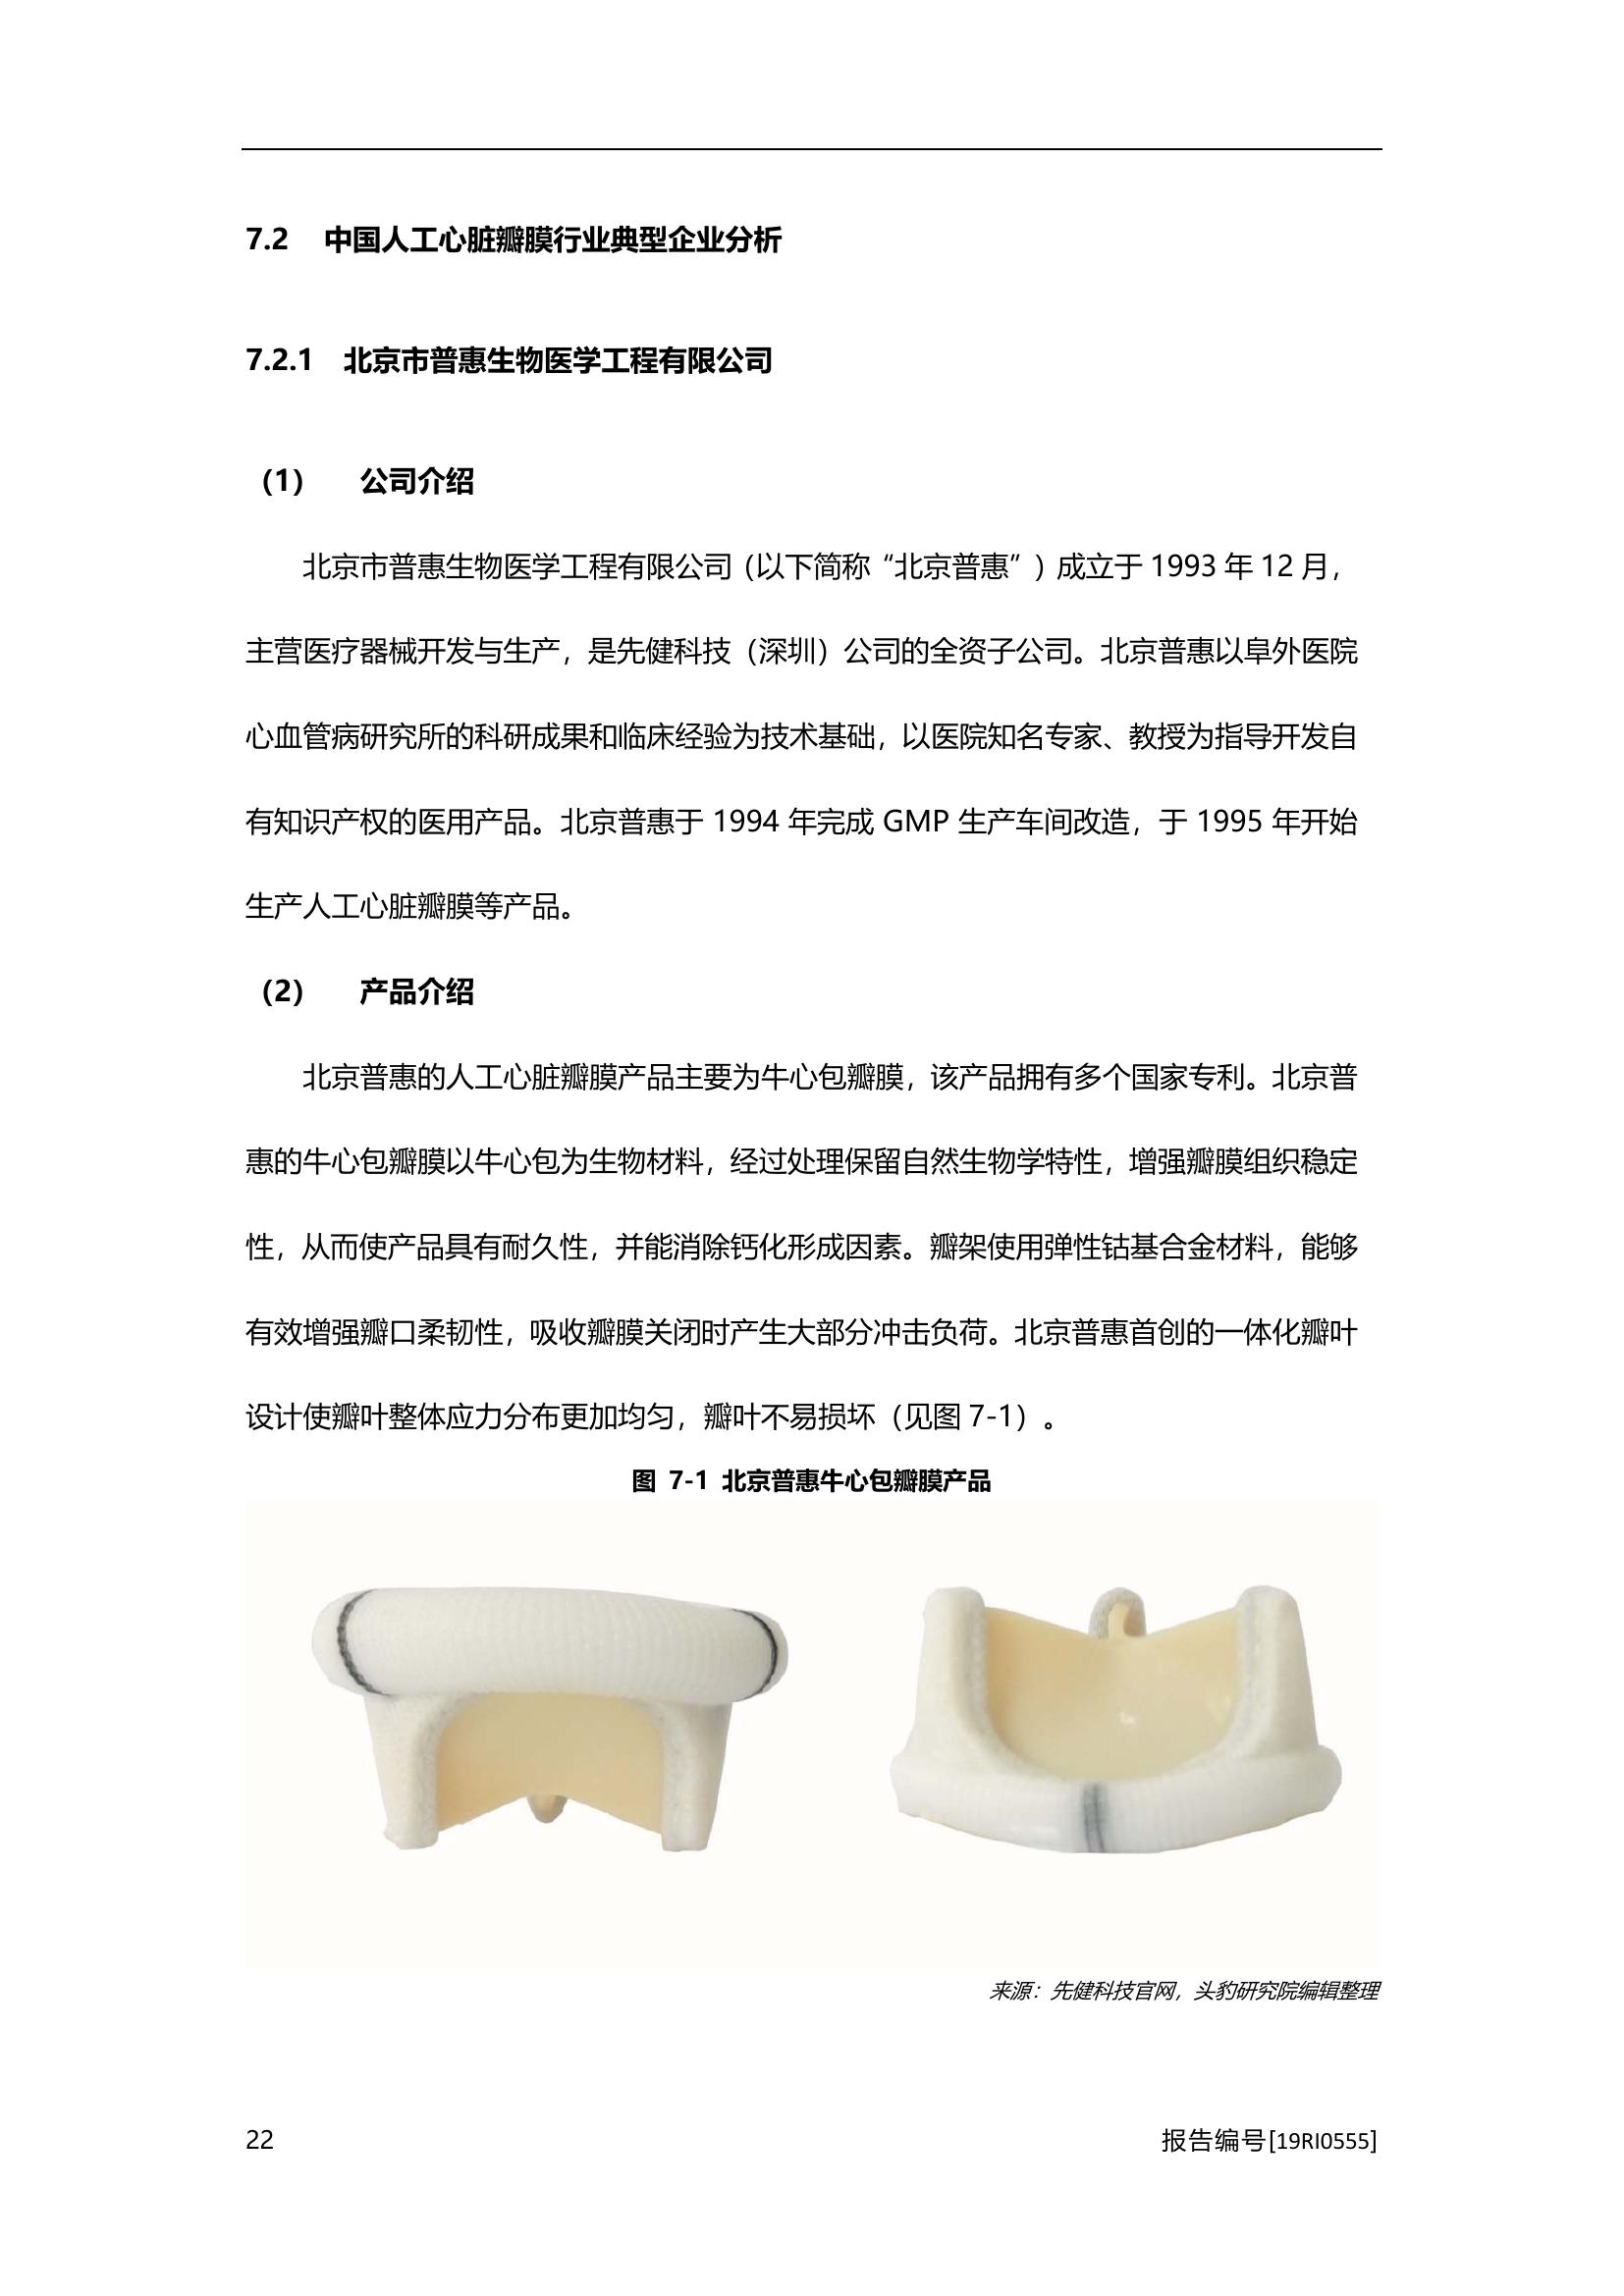 7.2 中国人工心脏瓣膜行业典型企业分析
7.2.1 北京市普惠生物医学工程有限公司
（1） 公司介绍
北京市普惠生物医学工程有限公司（以下简称“北京普惠”）成立于 1993 年 12 月，
主营医疗器械开发与生产，是先健科技（深圳）公司的全资子公司。北京普惠以阜外医院
心血管病研究所的科研成果和临床经验为技术基础，以医院知名专家、教授为指导开发自
有知识产权的医用产品。北京普惠于 1994 年完成 GMP 生产车间改造，于 1995 年开始
生产人工心脏瓣膜等产品。
（2） 产品介绍
北京普惠的人工心脏瓣膜产品主要为牛心包瓣膜，该产品拥有多个国家专利。北京普
惠的牛心包瓣膜以牛心包为生物材料，经过处理保留自然生物学特性，增强瓣膜组织稳定
性，从而使产品具有耐久性，并能消除钙化形成因素。瓣架使用弹性钴基合金材料，能够
有效增强瓣口柔韧性，吸收瓣膜关闭时产生大部分冲击负荷。北京普惠首创的一体化瓣叶
设计使瓣叶整体应力分布更加均匀，瓣叶不易损坏（见图 7-1）。
图 7-1 北京普惠牛心包瓣膜产品
来源：先健科技官网，头豹研究院编辑整理
22 报告编号[19RI0555]